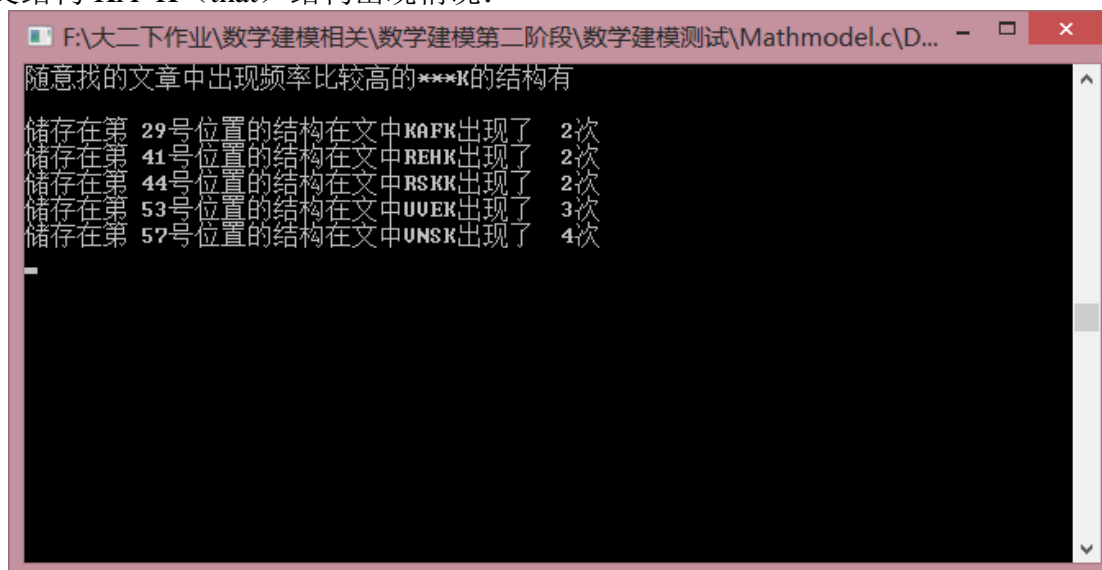 结构 KA*K（that）结构出现情况：
F:\大二下作业\数学建模相关\数学建模第二阶段\数学建模测试\Mathmodel.c\D...
随意找的文章中出现频率比较高的***K的结构有
储存在第 29号位置的结构在文中KAFK出现了 2次
储存在第 41号位置的结构在文中REHK出现了 2次
储存在第 44号位置的结构在文中RSKK出现了 2次
储存在第 53号位置的结构在文中UVEK出现了 3次
储存在第 57号位置的结构在文中VNSK出现了 4次